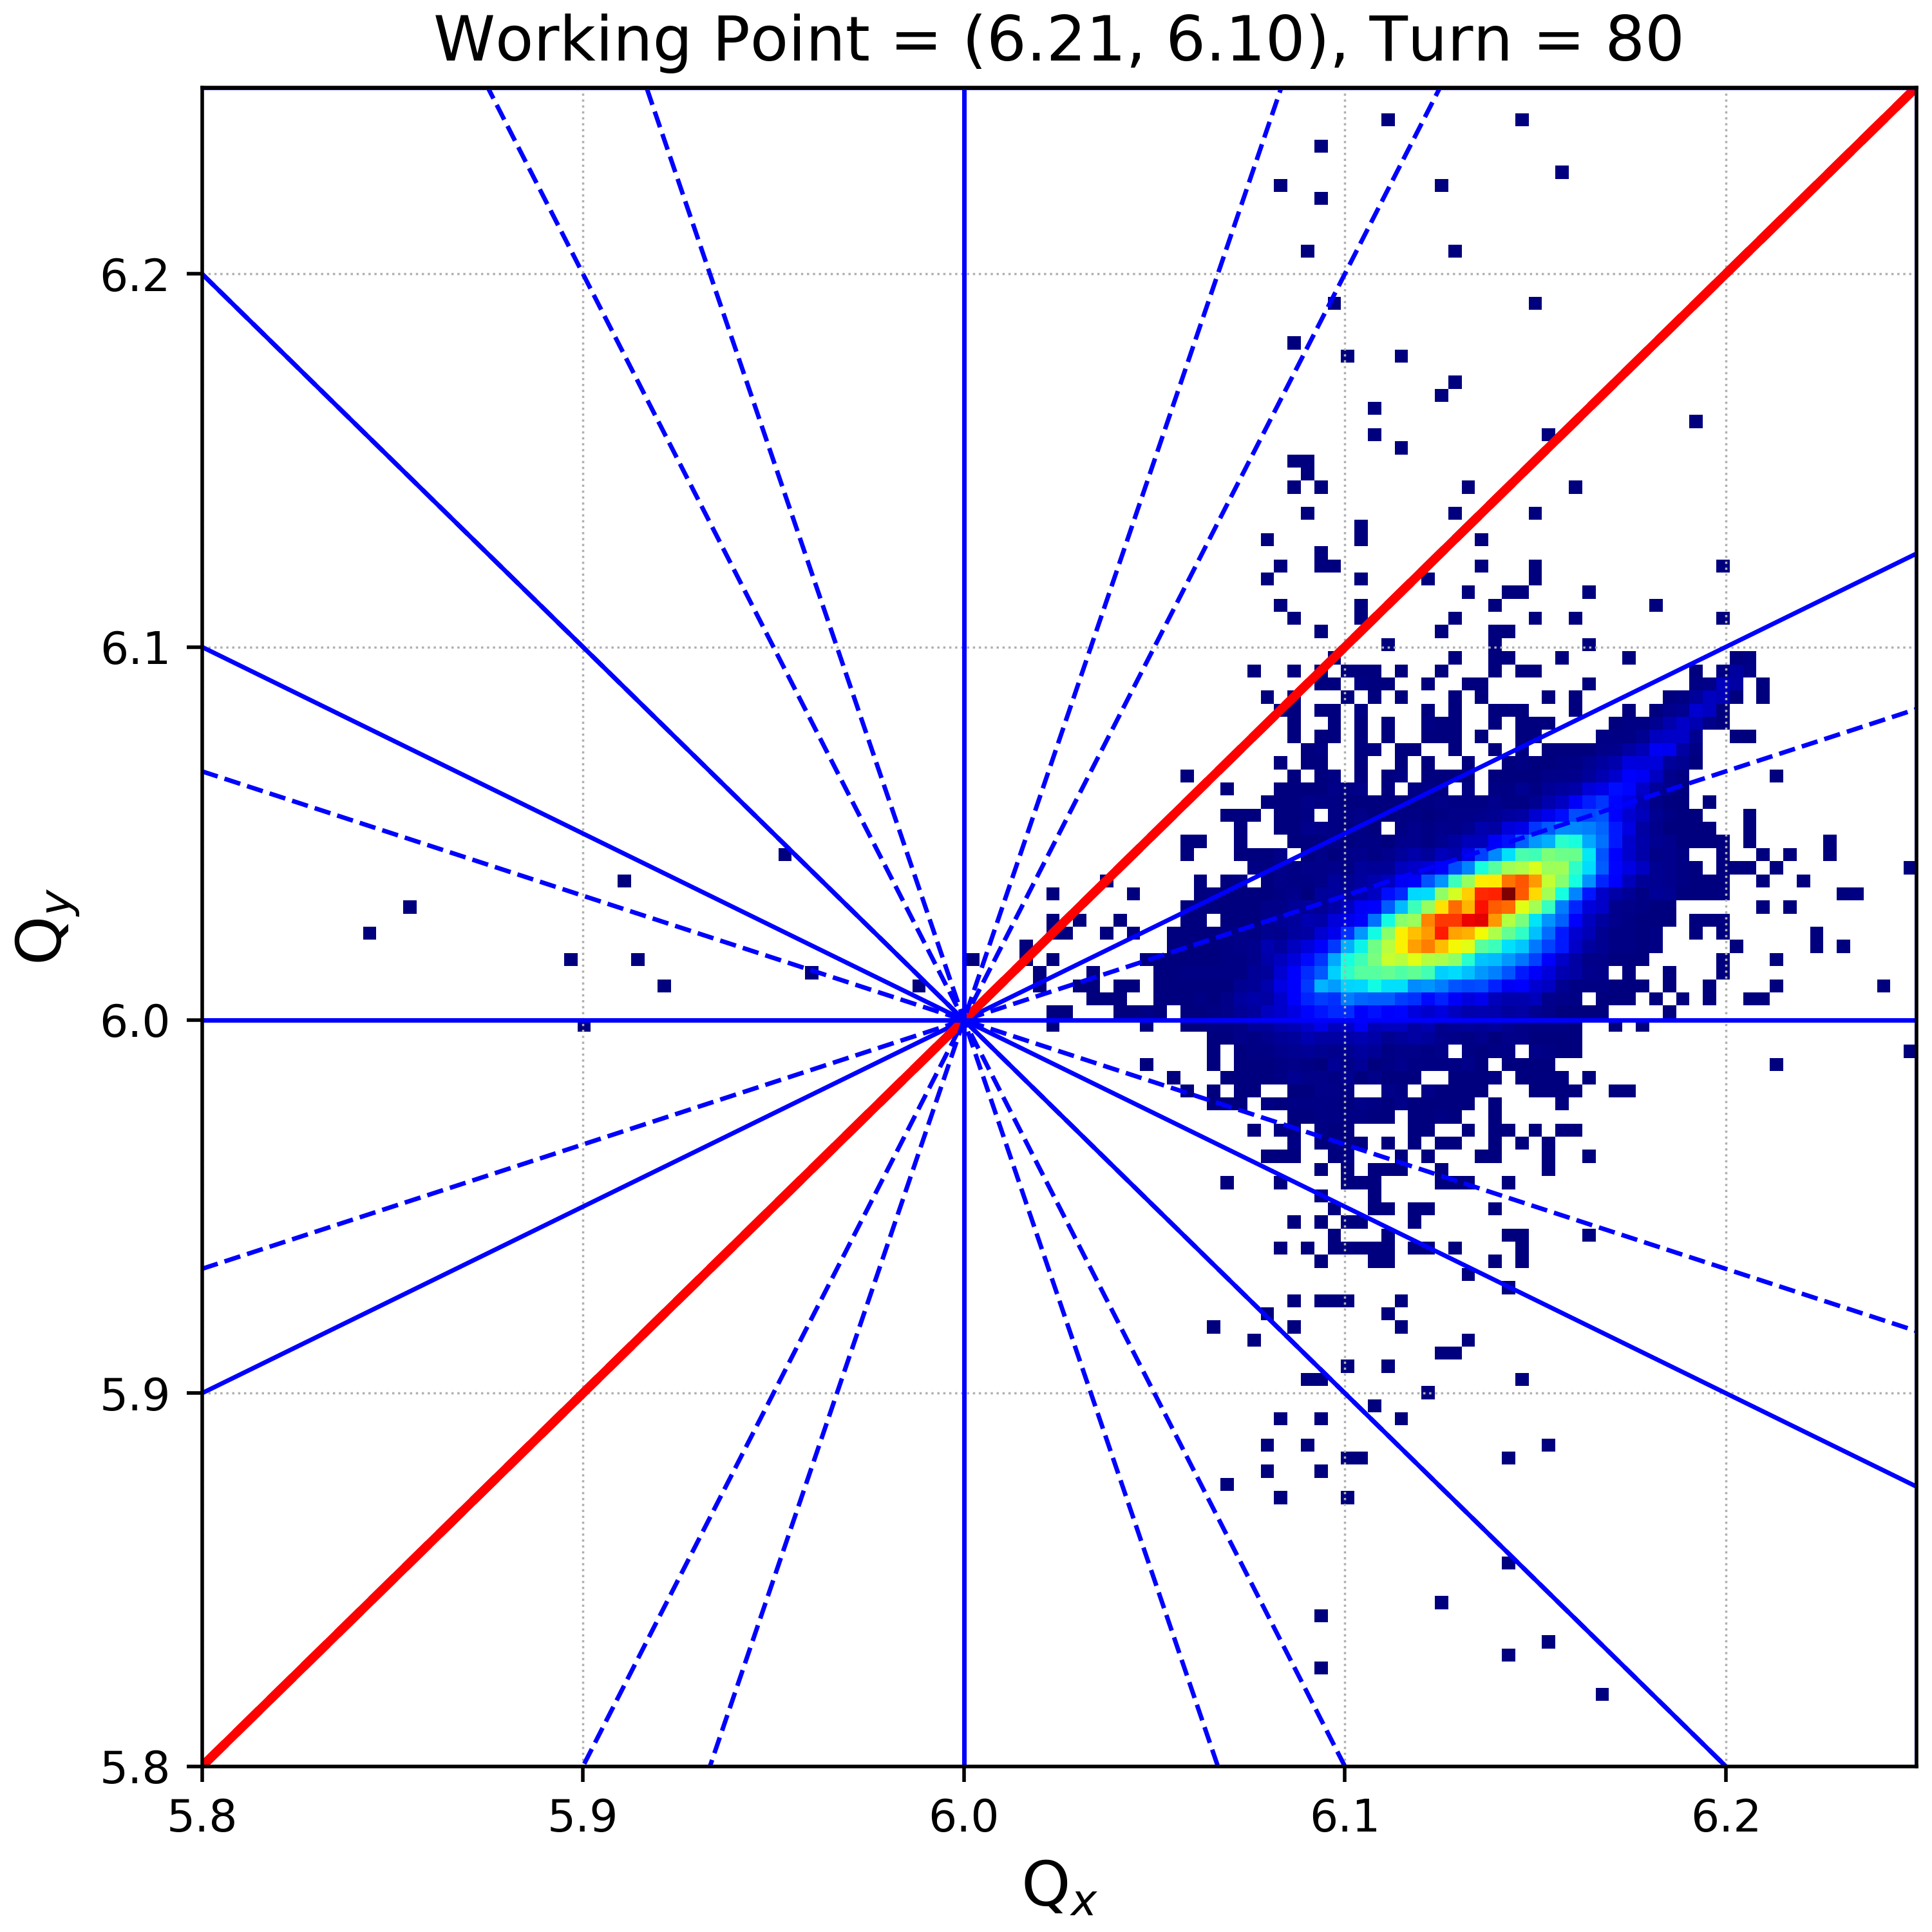 Working Point = (6.21, 6.10), Turn = 80
6.2
6.1
6.0
5.9
5.8
Qy
5.8 5.9 6.0 6.1 6.2
Qx